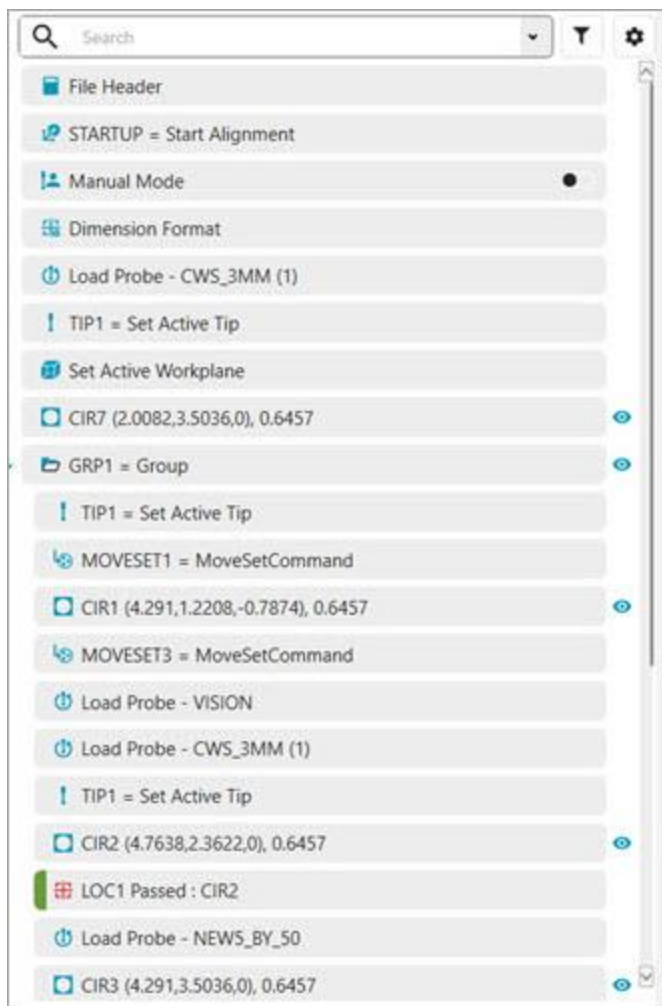 Search
File Header
STARTUP = Start Alignment
Manual Mode
Dimension Format
Load Probe - CWS_3MM (1)
TIP1 = Set Active Tip
Set Active Workplane
CIR7 (2.0082,3.5036,0), 0.6457
GRP1 = Group
TIP1 = Set Active Tip
MOVESET1 = MoveSetCommand
CIR1 (4.291,1.2208,-0.7874), 0.6457
MOVESET3 = MoveSetCommand
Load Probe - VISION
Load Probe - CWS_3MM (1)
TIP1 = Set Active Tip
CIR2 (4.7638,2.3622,0), 0.6457
LOC1 Passed : CIR2
Load Probe - NEW5_BY_50
CIR3 (4.291,3.5036,0), 0.6457